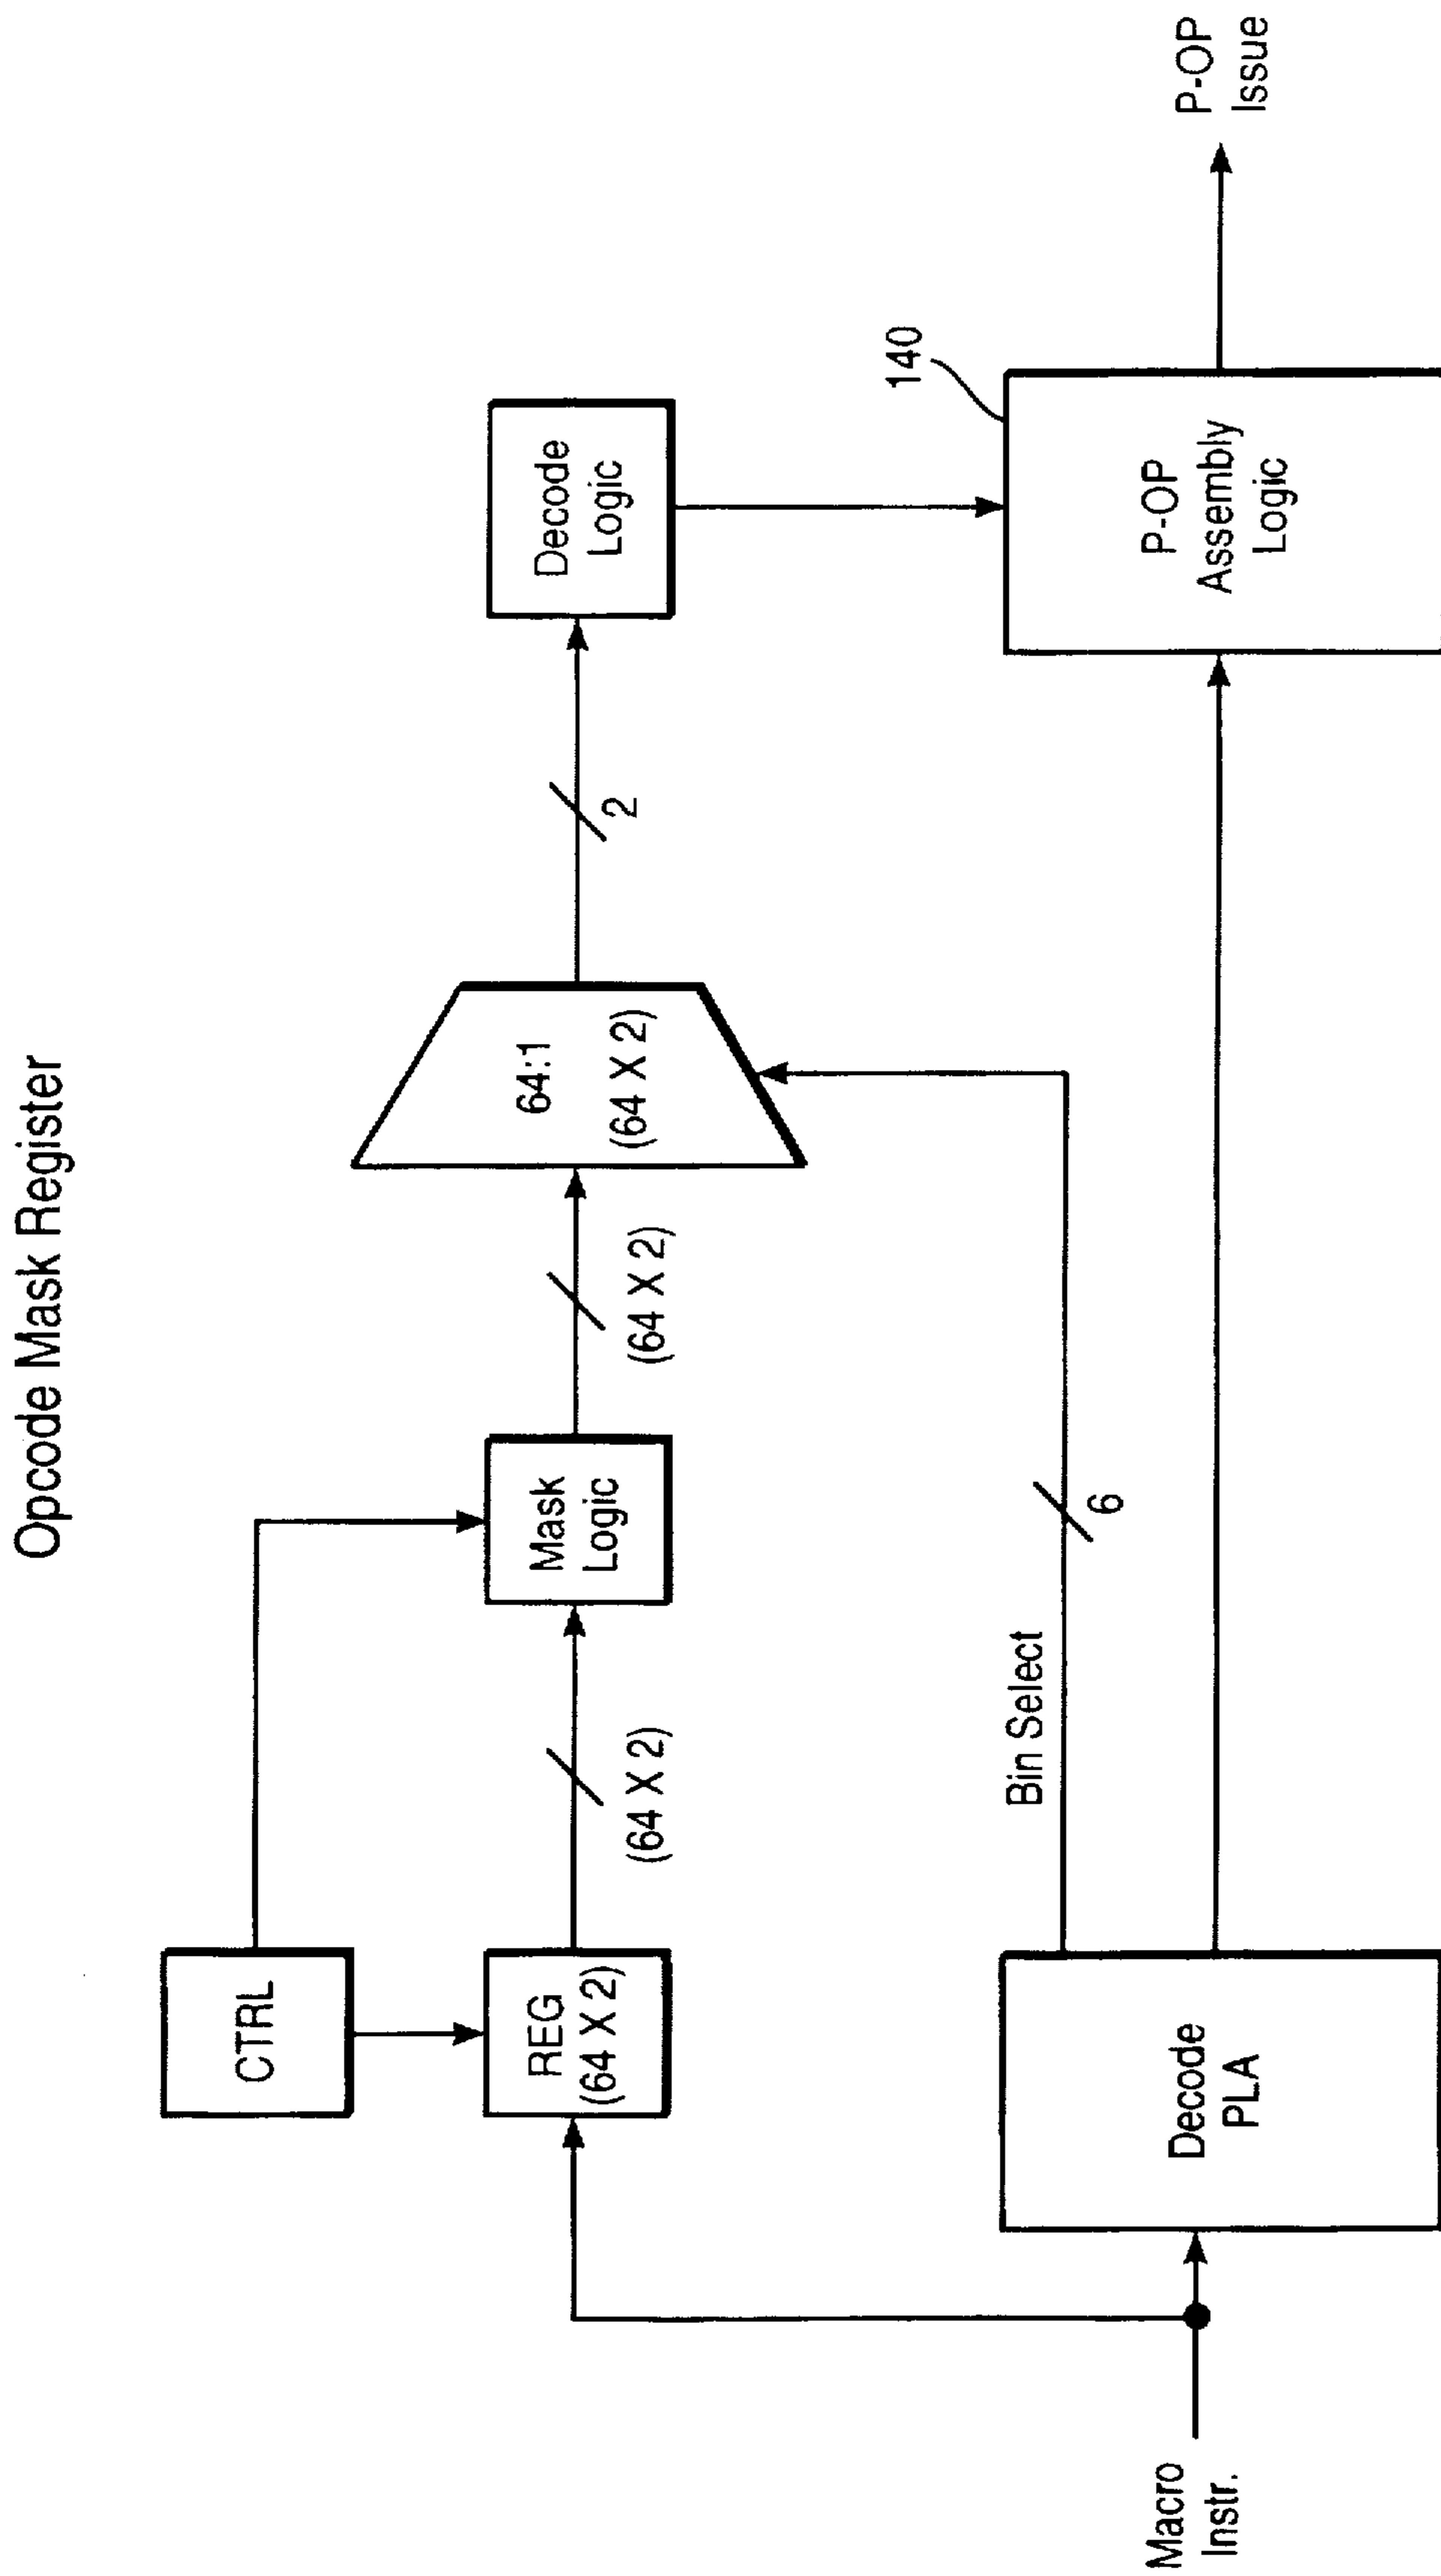 Opcode Mask Register
CTRL
REG
(64 X 2)
(64 X 2)
Mask
Logic
(64 X 2)
64:1
(64 X 2)
2
Decode
Logic
Macro
Instr.
Decode
PLA
Bin Select
6
140
P-OP
Assembly
Logic
P-OP
Issue